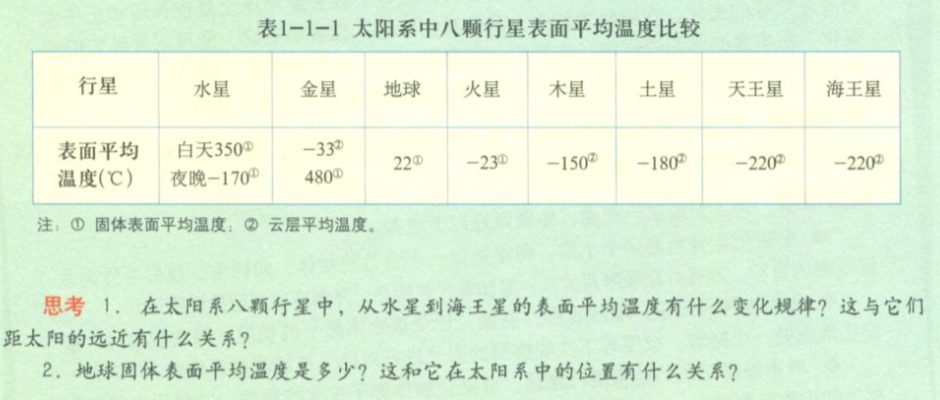 表1-1-1 太阳系中八颗行星表面平均温度比较
行星 水星 金星 地球 火星 木星 土星 天王星 海王星
表面平均温度(℃) 白天350① 夜晚-170① -33② 480① 22① -23① -150② -180② -220② -220②
注：① 固体表面平均温度；② 云层平均温度。
思考 1. 在太阳系八颗行星中，从水星到海王星的表面平均温度有什么变化规律？这与它们
距太阳的远近有什么关系？
2. 地球固体表面平均温度是多少？这和它在太阳系中的位置有什么关系？